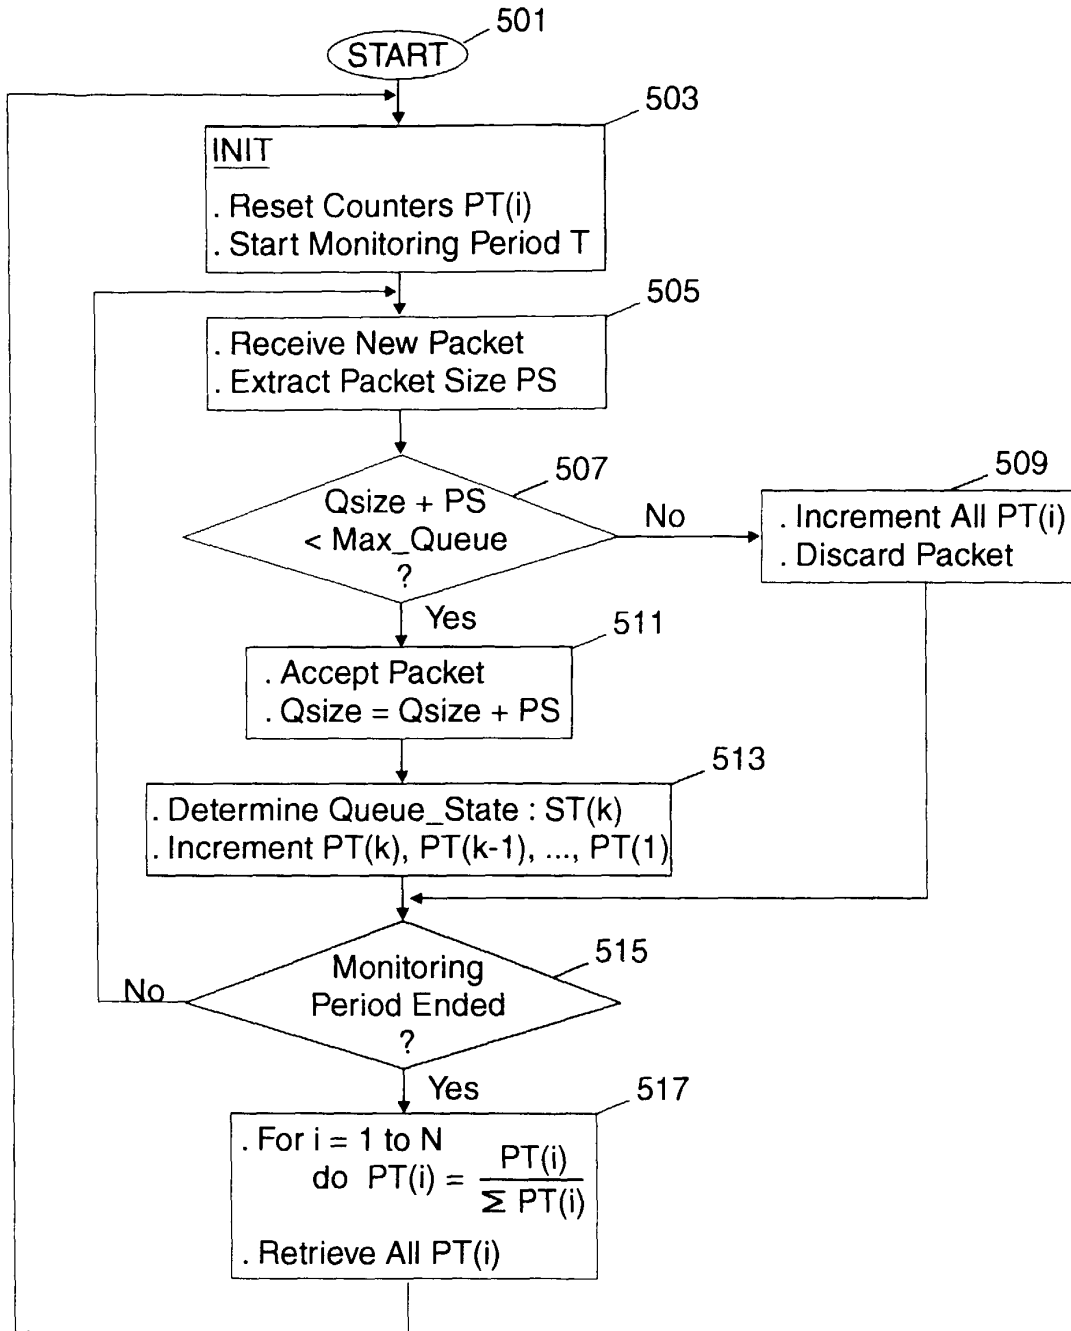 501
START
503
INIT
. Reset Counters PT(i)
. Start Monitoring Period T
505
. Receive New Packet
. Extract Packet Size PS
507
Qsize + PS
< Max_Queue
?
No
509
. Increment All PT(i)
. Discard Packet
Yes
511
. Accept Packet
. Qsize = Qsize + PS
513
. Determine Queue_State : ST(k)
. Increment PT(k), PT(k-1), ..., PT(1)
515
Monitoring
Period Ended
?
No
Yes
517
. For i = 1 to N
do PT(i) = PT(i) / Σ PT(i)
. Retrieve All PT(i)